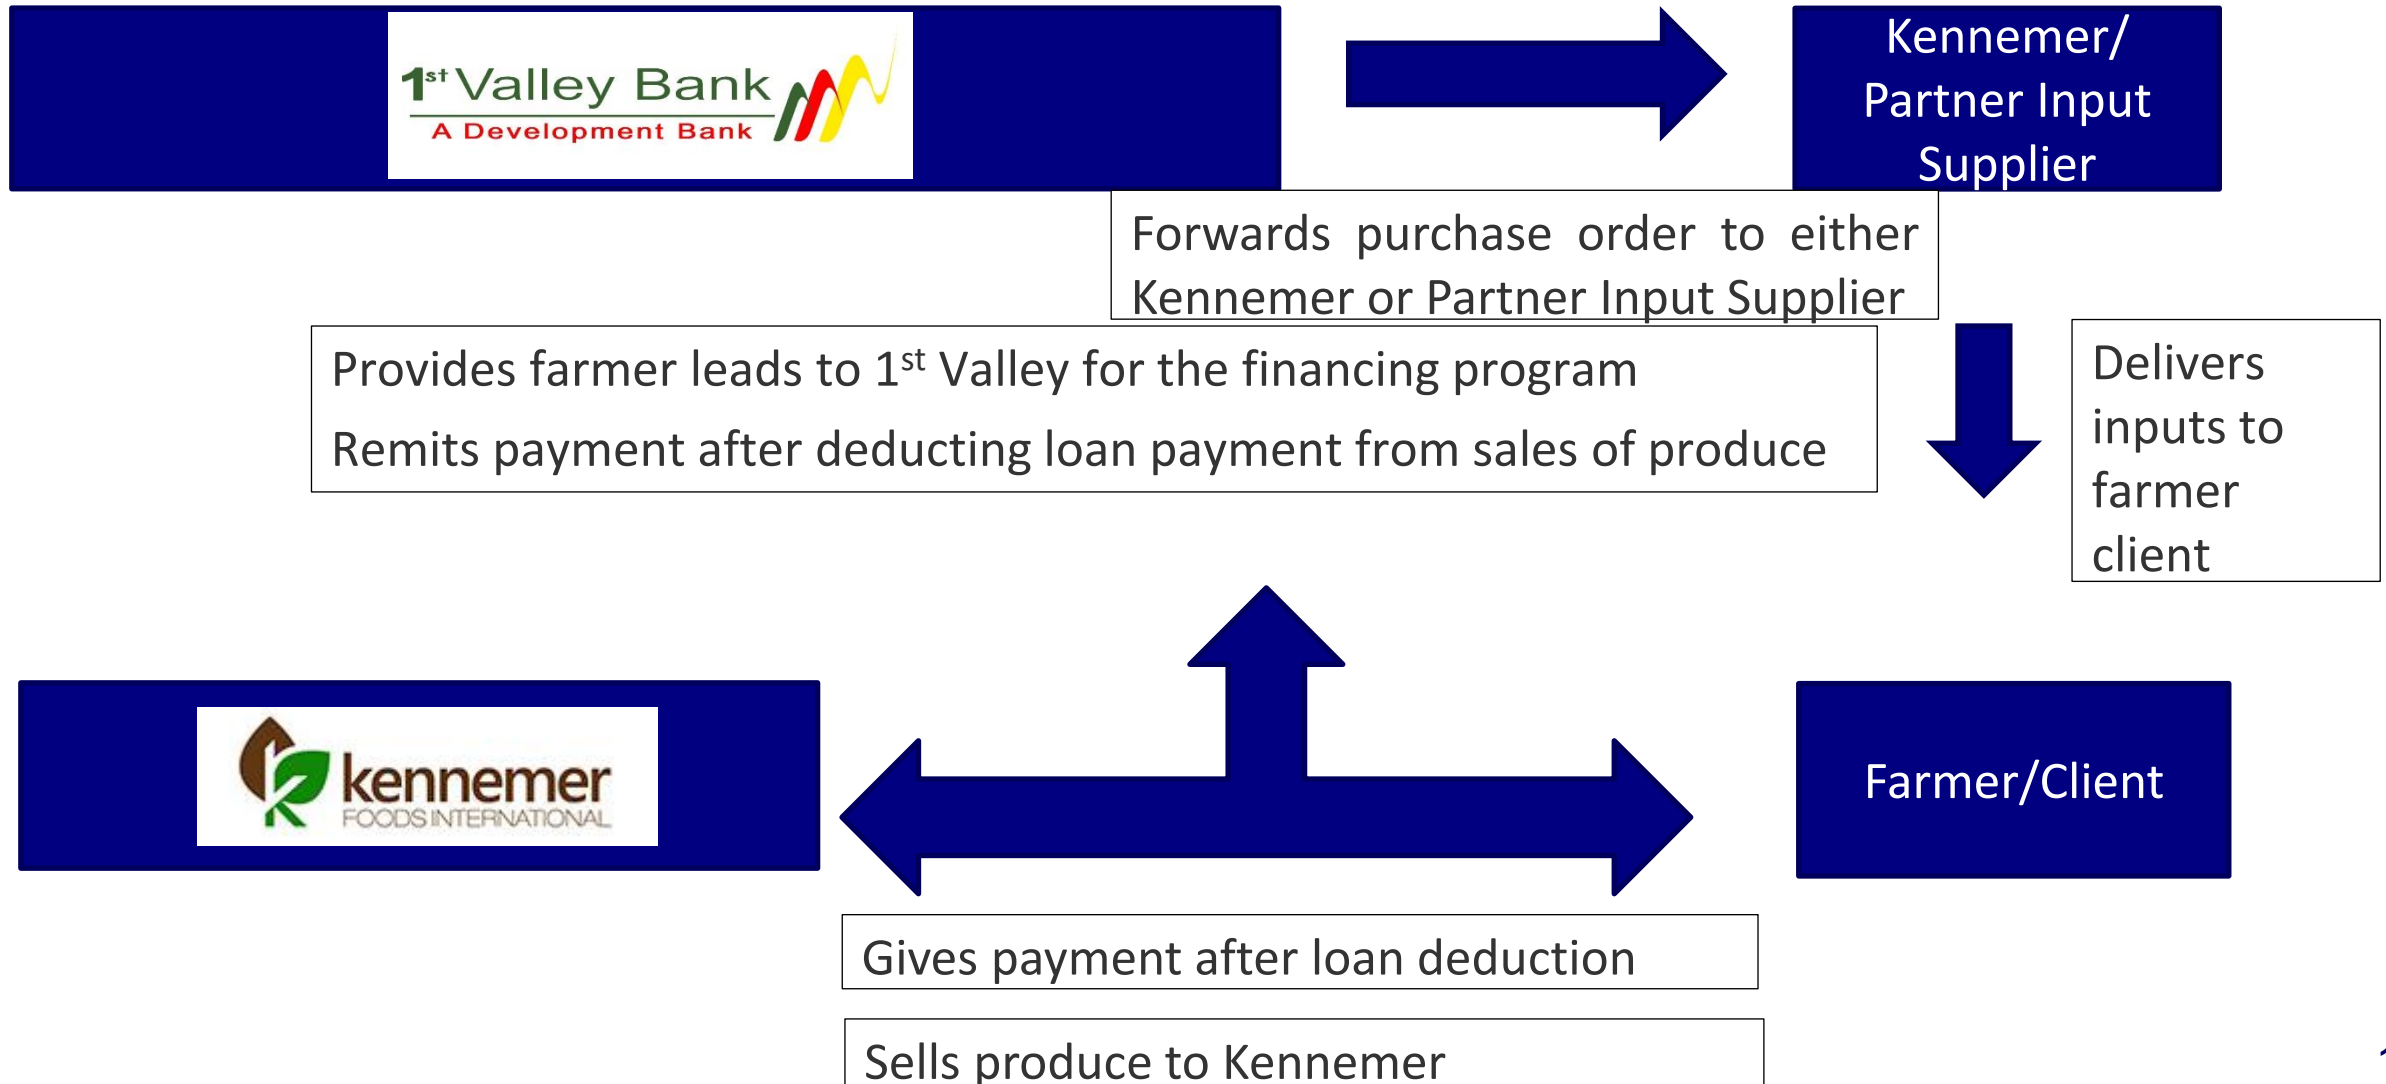 1st Valley Bank
A Development Bank
Kennemer/
Partner Input
Supplier
Forwards purchase order to either
Kennemer or Partner Input Supplier
Provides farmer leads to 1st Valley for the financing program
Remits payment after deducting loan payment from sales of produce
Delivers
inputs to
farmer
client
kennemer
FOODS INTERNATIONAL
Farmer/Client
Gives payment after loan deduction
Sells produce to Kennemer